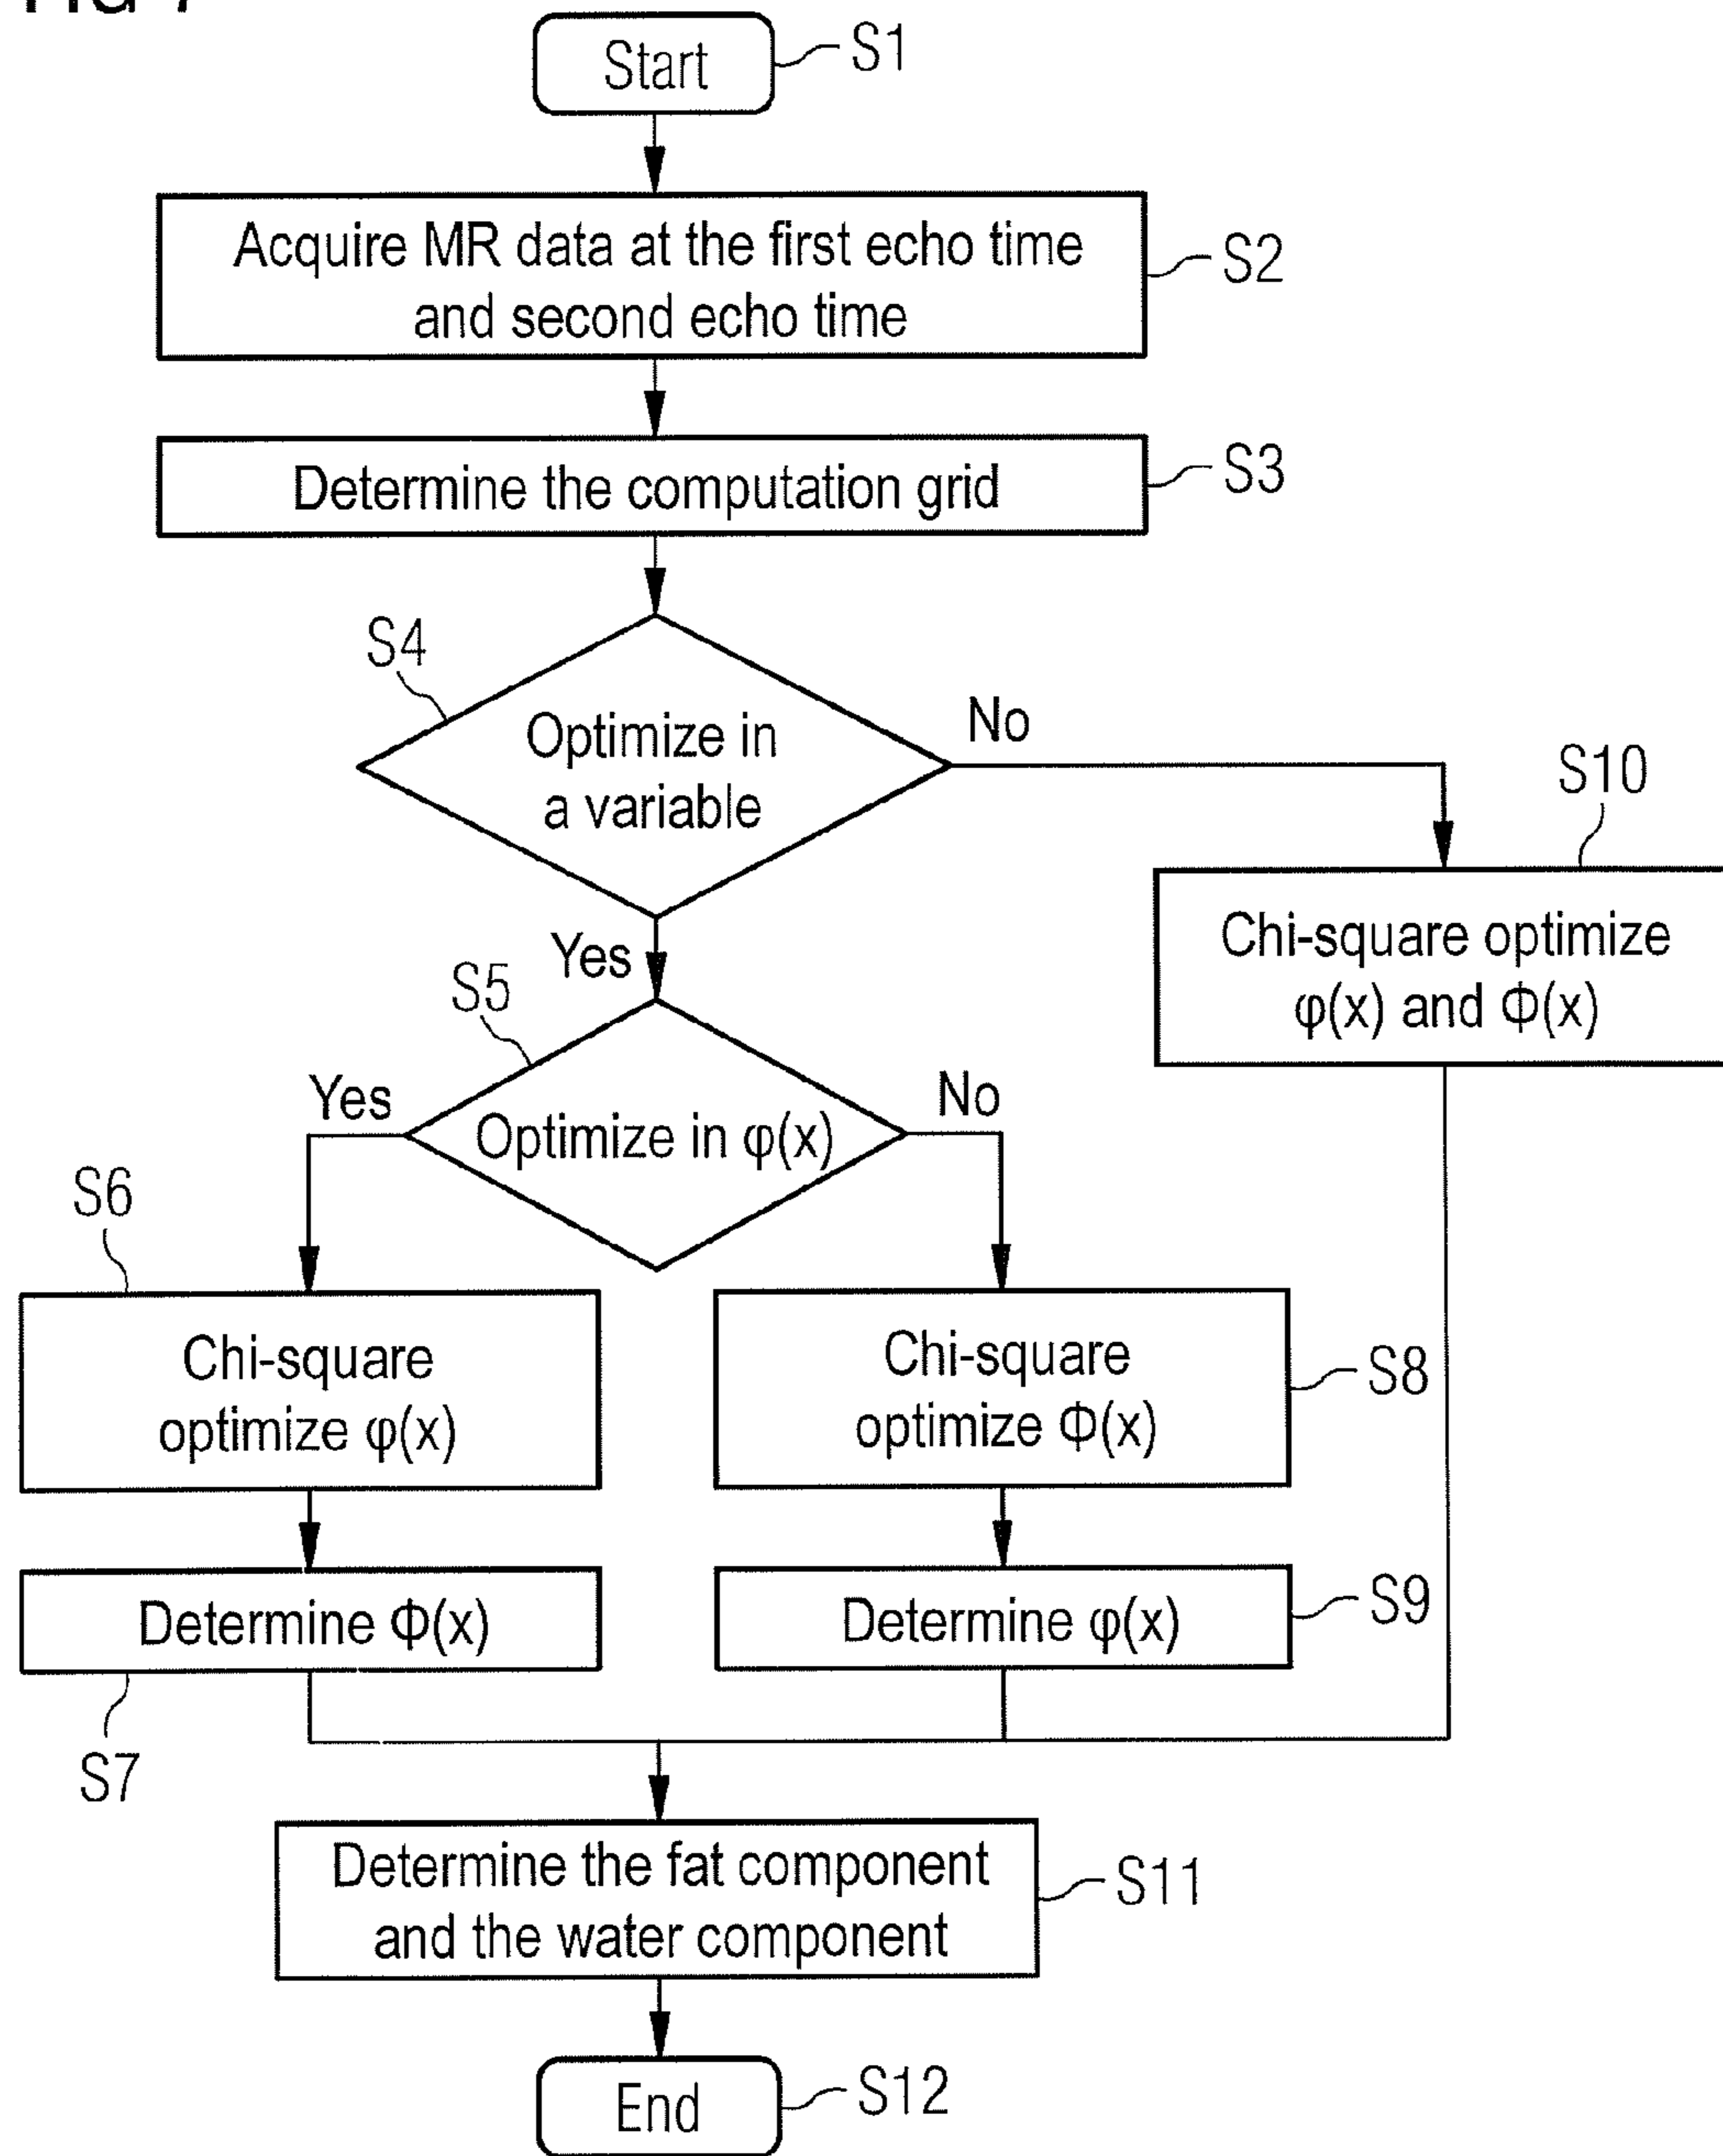 Start
S1
Acquire MR data at the first echo time
and second echo time
S2
Determine the computation grid
S3
S4
Optimize in
a variable
No
S10
Chi-square optimize
φ(x) and Φ(x)
Yes
S5
Optimize in φ(x)
Yes
No
S6
Chi-square
optimize φ(x)
Chi-square
optimize Φ(x)
S8
Determine Φ(x)
S7
Determine φ(x)
S9
Determine the fat component
and the water component
S11
End
S12